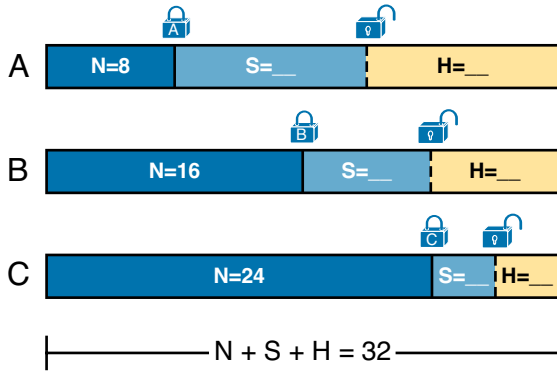 A
A
N=8 S=__ H=__
B
B
N=16 S=__ H=__
C
C
N=24 S=__ H=__
N + S + H = 32